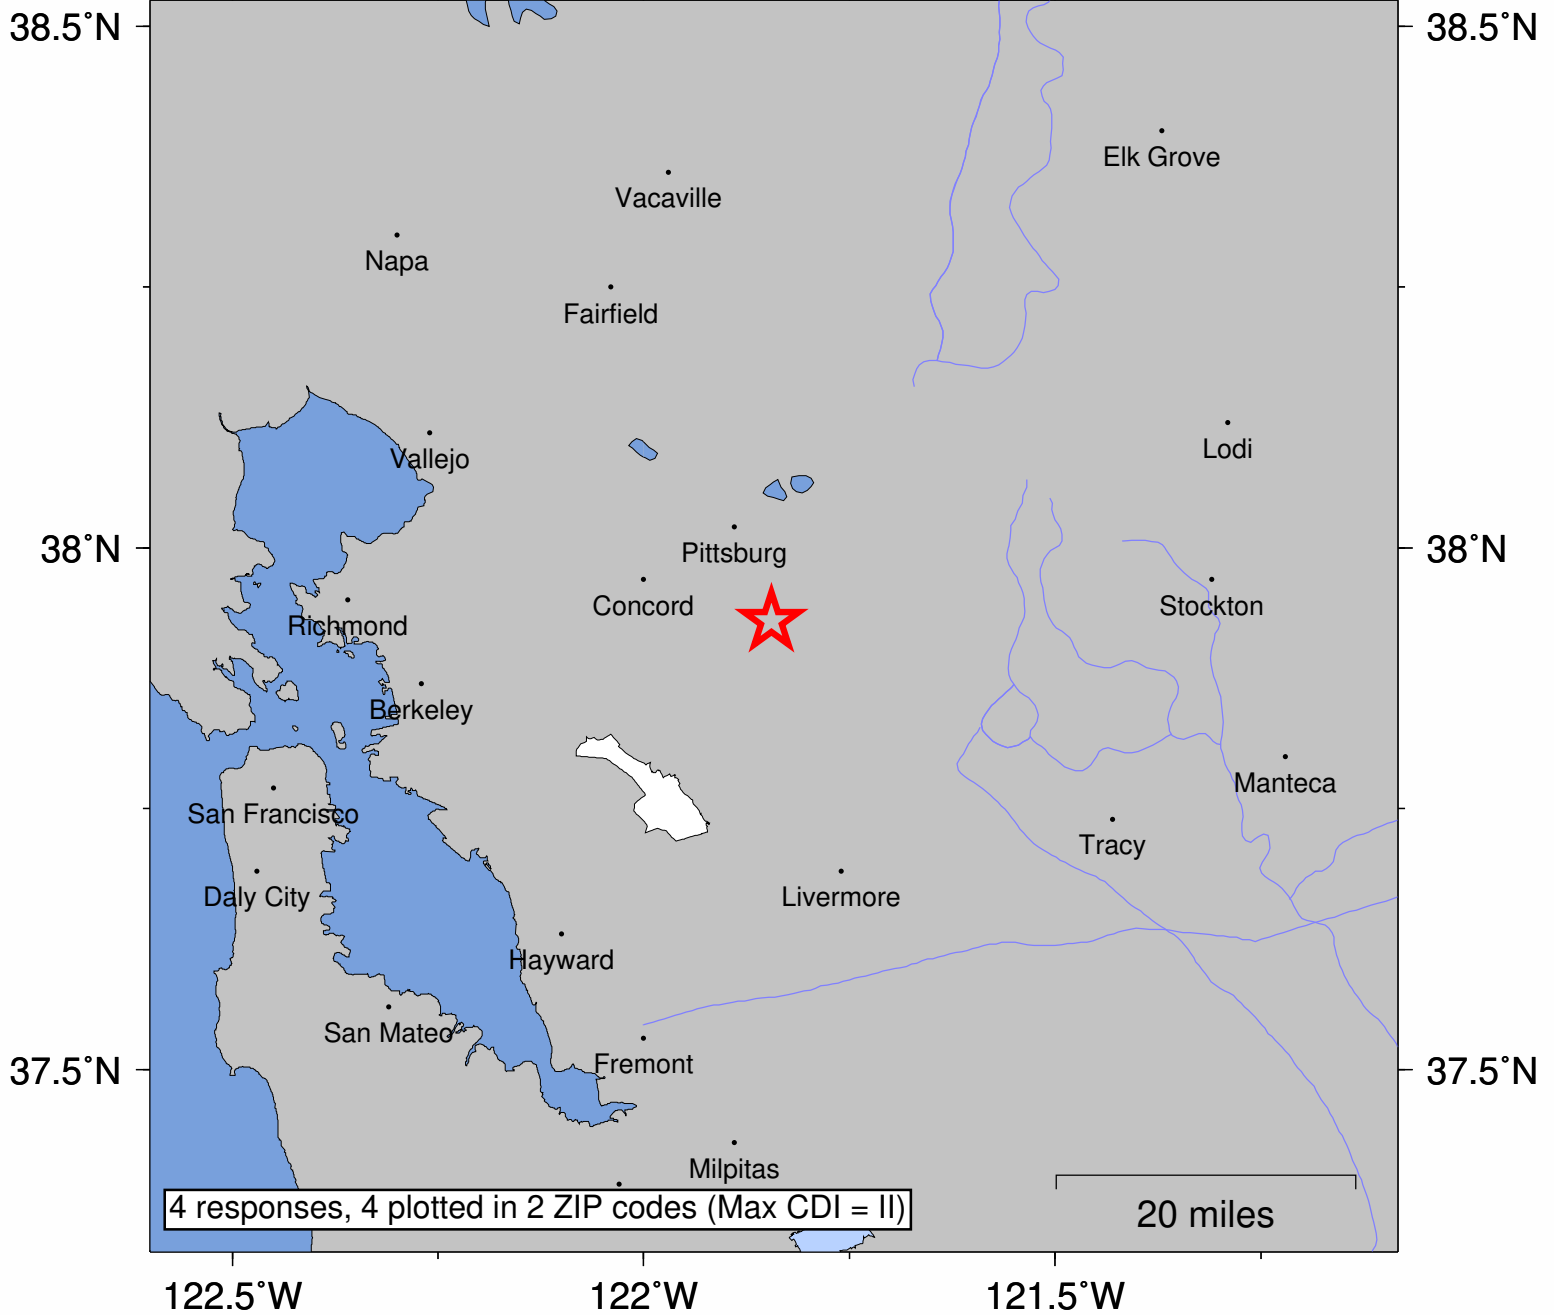 38.5°N
38.5°N
Elk Grove
Vacaville
Napa
Fairfield
Lodi
Vallejo
38°N
38°N
Pittsburg
Concord
Stockton
Richmond
Berkeley
Manteca
San Francisco
Tracy
Daly City
Livermore
Hayward
San Mateo
Fremont
37.5°N
37.5°N
Milpitas
4 responses, 4 plotted in 2 ZIP codes (Max CDI = II)
20 miles
122.5°W
122°W
121.5°W